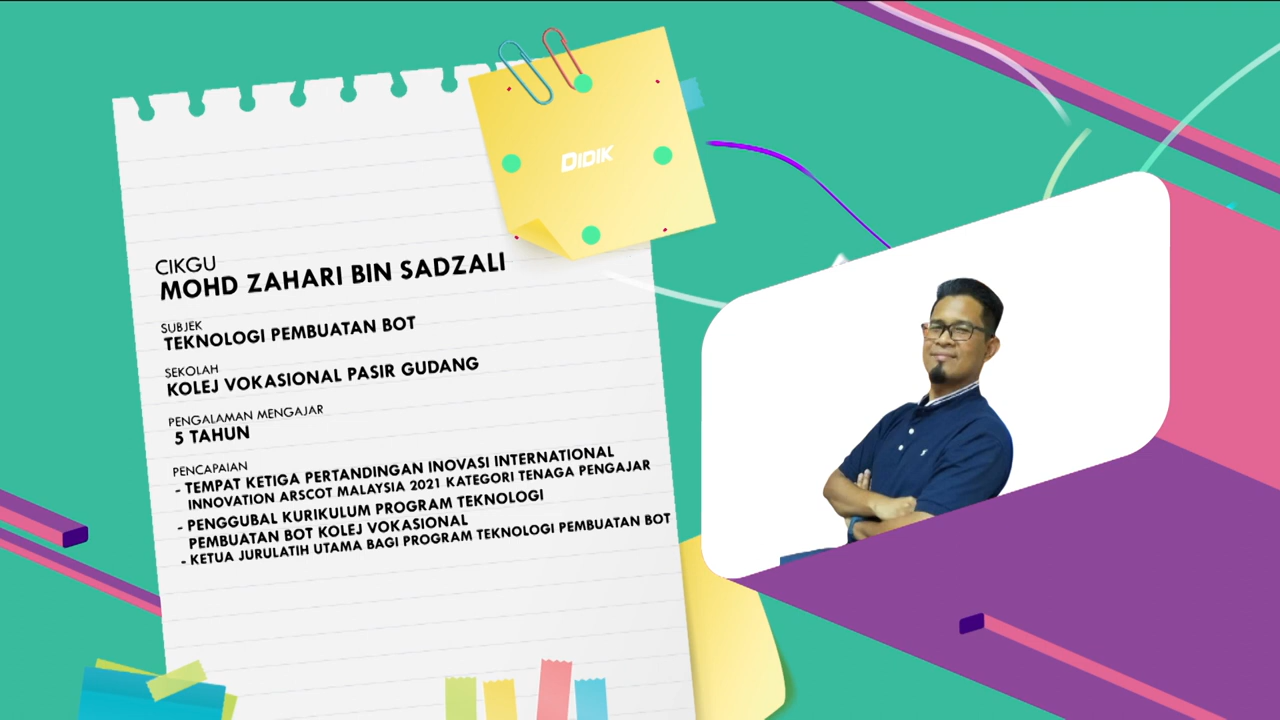 DIDIK
CIKGU
MOHD ZAHARI BIN SADZALI
SUBJEK
TEKNOLOGI PEMBUATAN BOT
SEKOLAH
KOLEJ VOKASIONAL PASIR GUDANG
PENGALAMAN MENGAJAR
5 TAHUN
PENCAPAIAN
- TEMPAT KETIGA PERTANDINGAN INOVASI INTERNATIONAL
INNOVATION ARSCOT MALAYSIA 2021 KATEGORI TENAGA PENGAJAR
- PENGGUBAL KURIKULUM PROGRAM TEKNOLOGI
PEMBUATAN BOT KOLEJ VOKASIONAL
- KETUA JURULATIH UTAMA BAGI PROGRAM TEKNOLOGI PEMBUATAN BOT